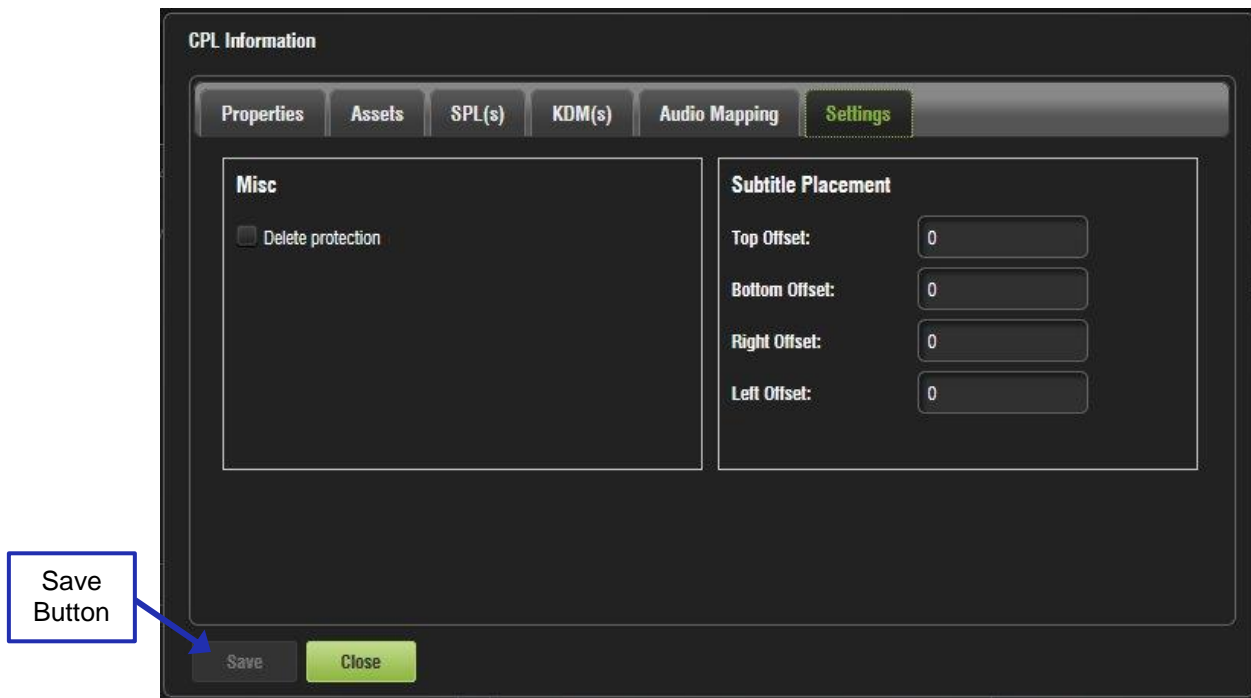 CPL Information
Properties Assets SPL(s) KDM(s) Audio Mapping Settings
Misc
Delete protection
Subtitle Placement
Top Offset: 0
Bottom Offset: 0
Right Offset: 0
Left Offset: 0
Save
Button
Save Close